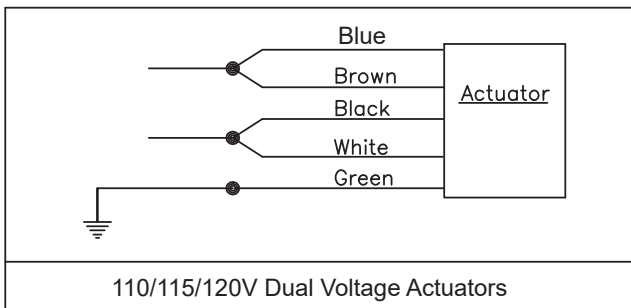 Blue
Brown
Actuator
Black
White
Green
110/115/120V Dual Voltage Actuators